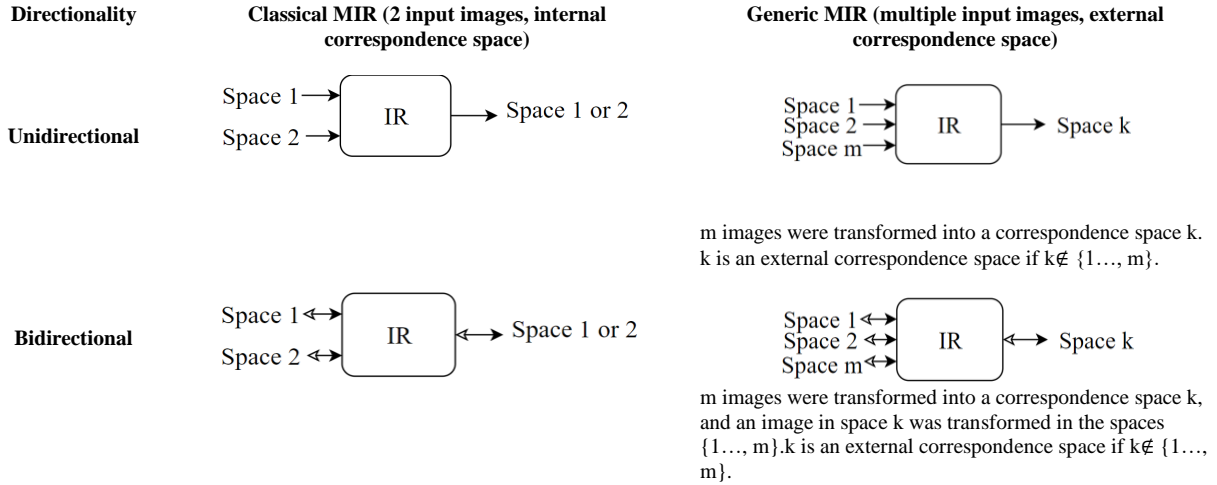 Directionality
Classical MIR (2 input images, internal
correspondence space)
Generic MIR (multiple input images, external
correspondence space)
Unidirectional
Space 1
Space 2
IR
Space 1 or 2
Space 1
Space 2
Space m
IR
Space k
m images were transformed into a correspondence space k.
k is an external correspondence space if k∉ {1…, m}.
Bidirectional
Space 1
Space 2
IR
Space 1 or 2
Space 1
Space 2
Space m
IR
Space k
m images were transformed into a correspondence space k,
and an image in space k was transformed in the spaces
{1…, m}.k is an external correspondence space if k∉ {1…,
m}.